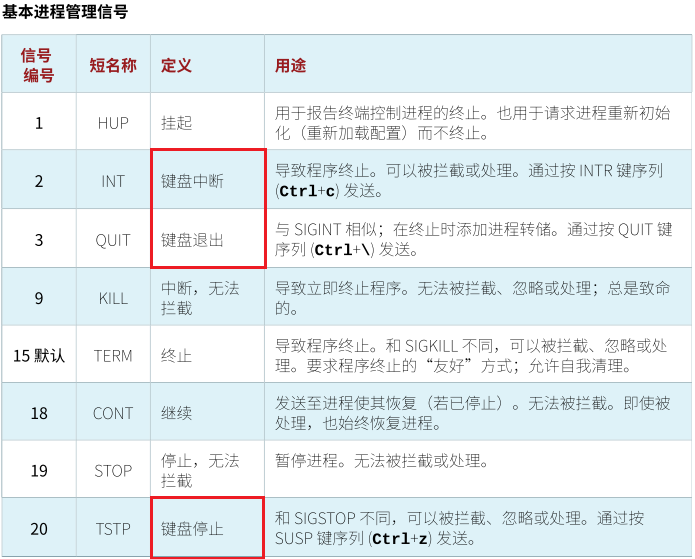 基本进程管理信号
信号
编号
短名称
定义
用途
1
HUP
挂起
用于报告终端控制进程的终止。也用于请求进程重新初始
化（重新加载配置）而不终止。
2
INT
键盘中断
导致程序终止。可以被拦截或处理。通过按 INTR 键序列
(Ctrl+c) 发送。
3
QUIT
键盘退出
与 SIGINT 相似；在终止时添加进程转储。通过按 QUIT 键
序列 (Ctrl+\) 发送。
9
KILL
中断，无法
拦截
导致立即终止程序。无法被拦截、忽略或处理；总是致命
的。
15 默认
TERM
终止
导致程序终止。和 SIGKILL 不同，可以被拦截、忽略或处
理。要求程序终止的“友好”方式；允许自我清理。
18
CONT
继续
发送至进程使其恢复（若已停止）。无法被拦截。即使被
处理，也始终恢复进程。
19
STOP
停止，无法
拦截
暂停进程。无法被拦截或处理。
20
TSTP
键盘停止
和 SIGSTOP 不同，可以被拦截、忽略或处理。通过按
SUSP 键序列 (Ctrl+z) 发送。